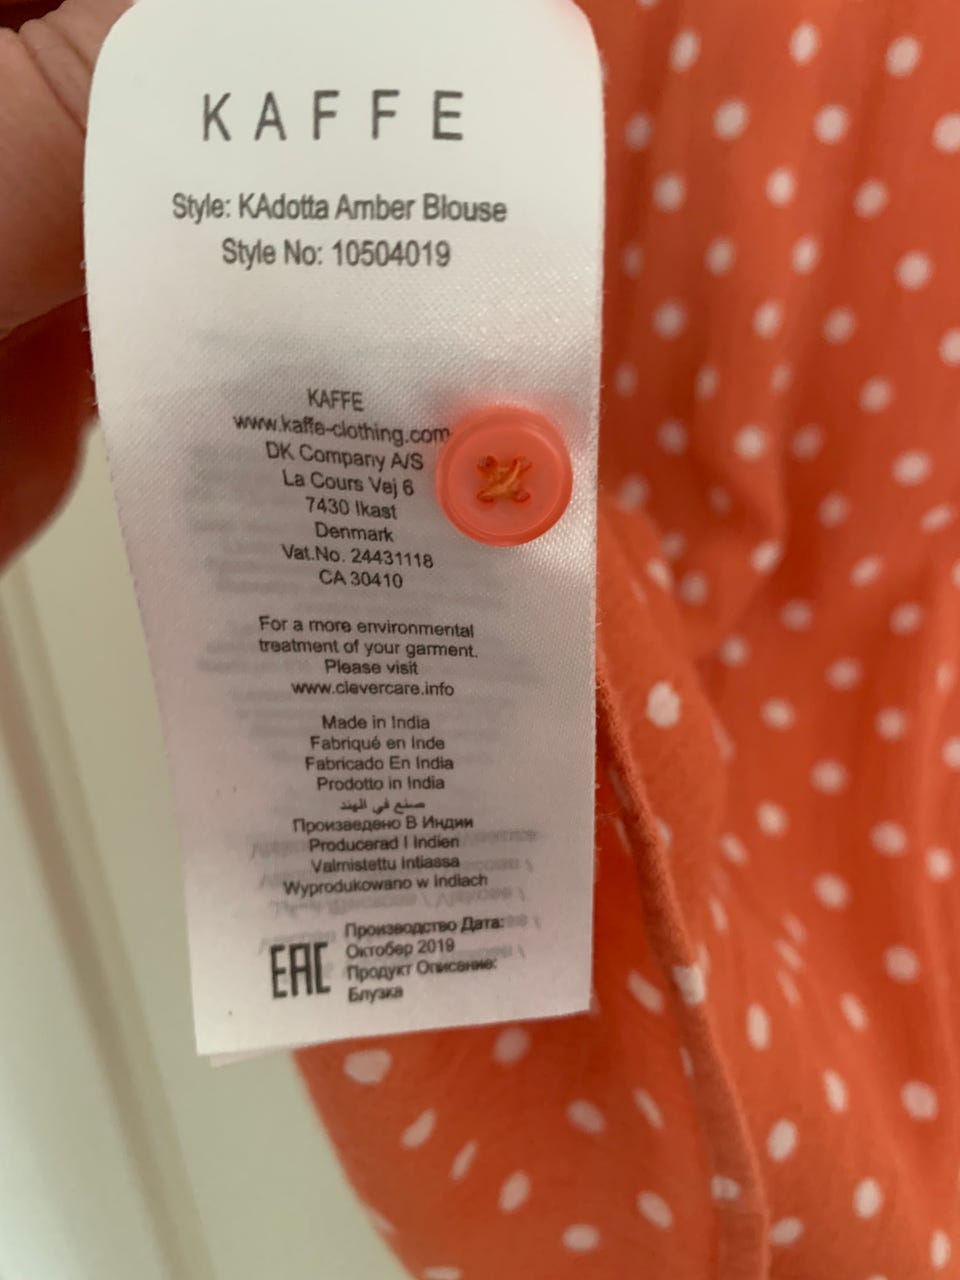 KAFFE
Style: KAdotta Amber Blouse
Style No: 10504019
KAFFE
www.kaffe-clothing.com
DK Company A/S
La Cours Vej 6
7430 Ikast
Denmark
Vat.No. 24431118
CA 30410
For a more environmental
treatment of your garment.
Please visit
www.clevercare.info
Made in India
Fabriqué en Inde
Fabricado En India
Prodotto in India
صنع في الهند
Произведено В Индии
Producerad I Indien
Valmistettu Intiassa
Wyprodukowano w Indiach
EAC
Производство Дата:
Октобер 2019
Продукт Описание:
Блузка